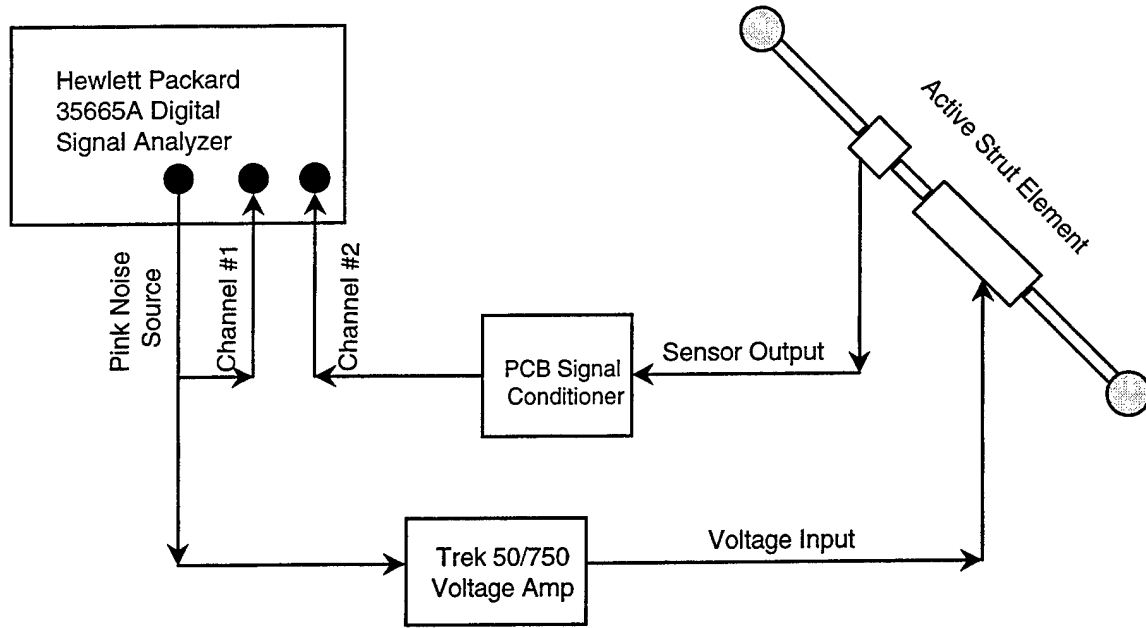 Hewlett Packard
35665A Digital
Signal Analyzer
Active Strut Element
Pink Noise
Source
Channel #1
Channel #2
Sensor Output
PCB Signal
Conditioner
Voltage Input
Trek 50/750
Voltage Amp